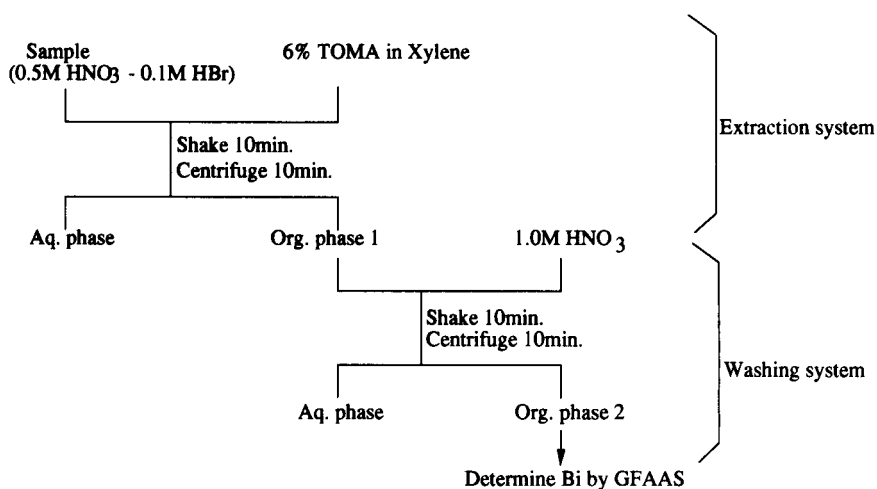 Sample
(0.5M HNO3 - 0.1M HBr)
6% TOMA in Xylene
Extraction system
Shake 10min.
Centrifuge 10min.
Aq. phase
Org. phase 1
1.0M HNO3
Shake 10min.
Centrifuge 10min.
Washing system
Aq. phase
Org. phase 2
Determine Bi by GFAAS